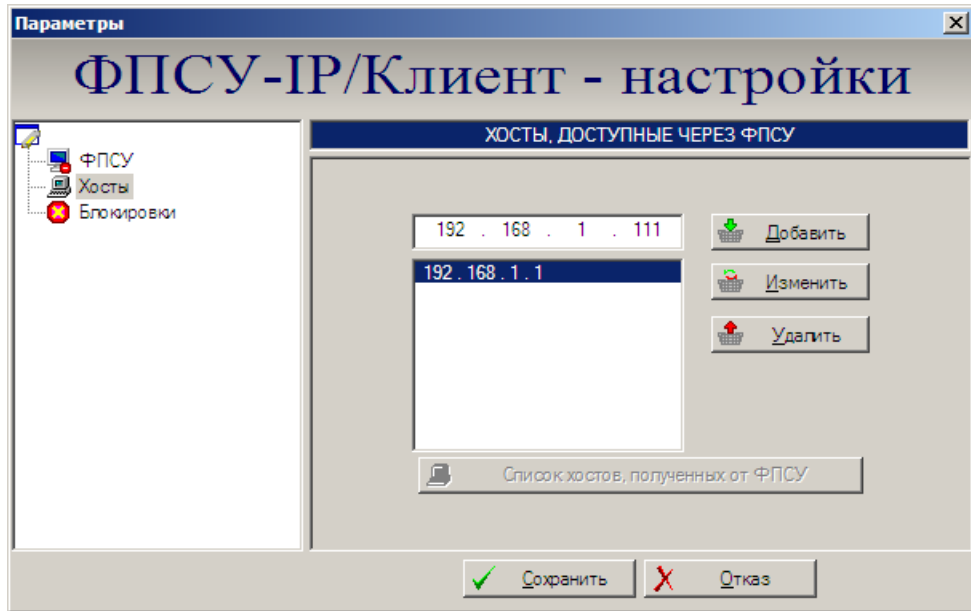 Параметры
ФПСУ-IP/Клиент - настройки
ХОСТЫ, ДОСТУПНЫЕ ЧЕРЕЗ ФПСУ
ФПСУ
Хосты
Блокировки
192 . 168 . 1 . 111
Добавить
192 . 168 . 1 . 1
Изменить
Удалить
Список хостов, полученных от ФПСУ
Сохранить
Отказ